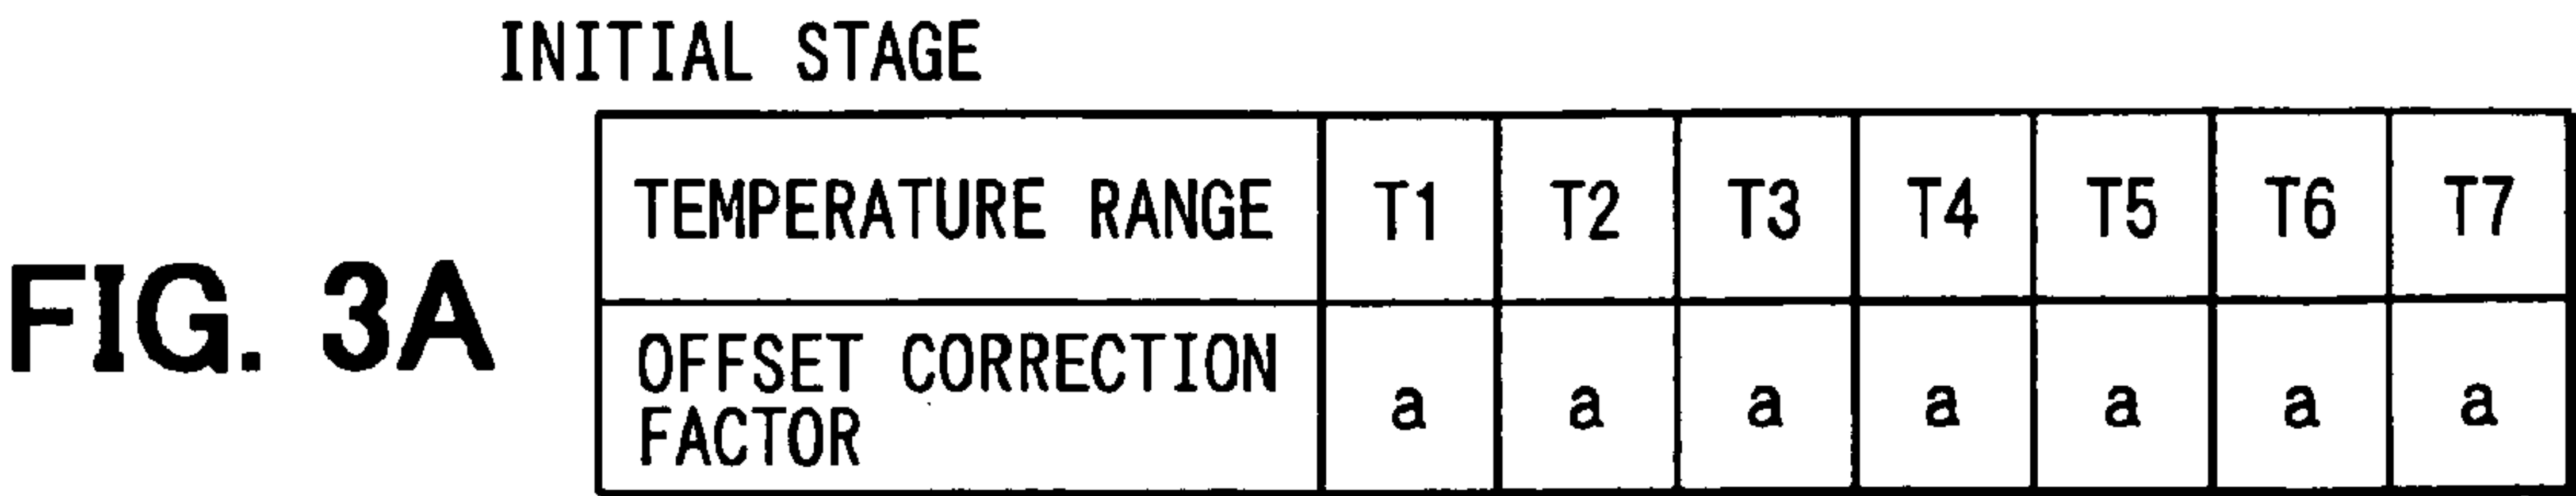 INITIAL STAGE
FIG. 3A
TEMPERATURE RANGE T1 T2 T3 T4 T5 T6 T7
OFFSET CORRECTION
FACTOR a a a a a a a